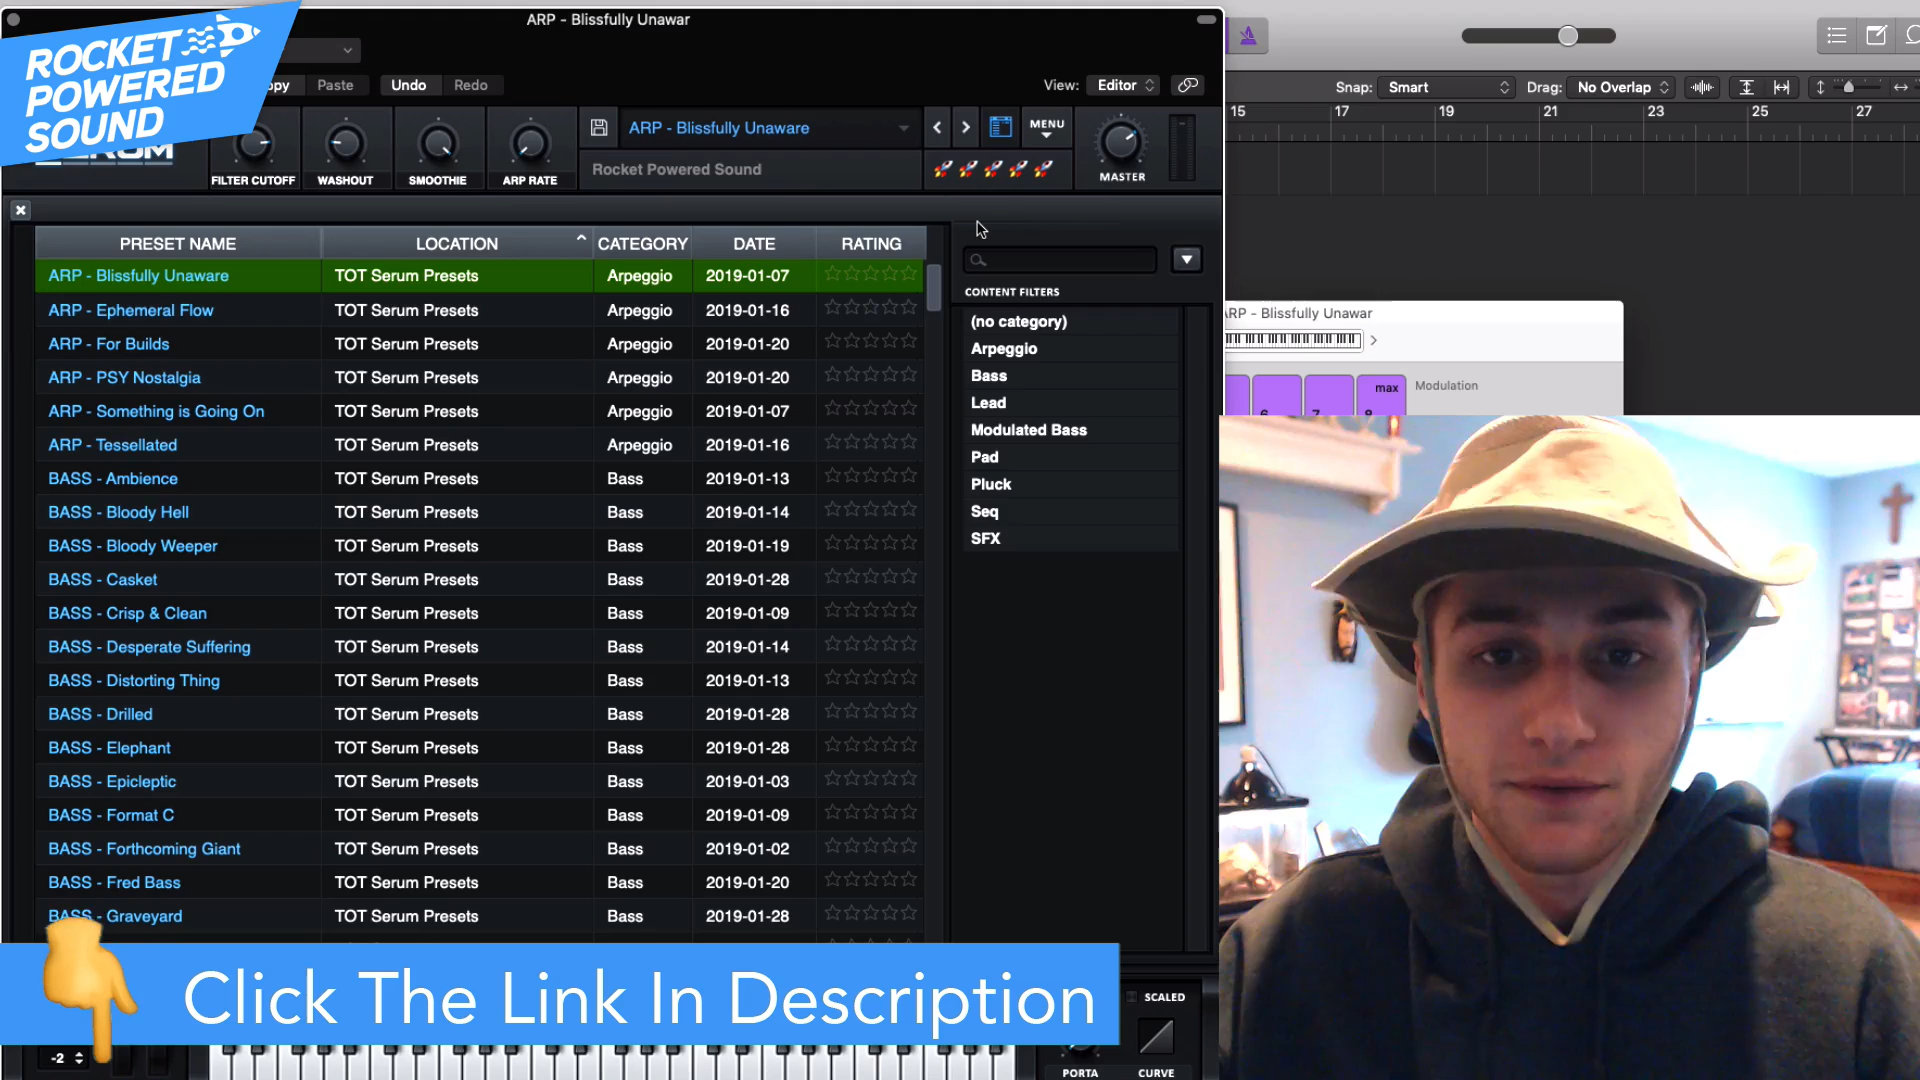 ARP - Blissfully Unawar
ROCKET
POWERED
SOUND
Paste
Undo
Redo
View:
Editor
FILTER CUTOFF
WASHOUT
SMOOTHIE
ARP RATE
ARP - Blissfully Unaware
MENU
Rocket Powered Sound
MASTER
Snap:
Smart
Drag:
No Overlap
15
17
19
21
23
25
27
PRESET NAME
LOCATION
CATEGORY
DATE
RATING
ARP - Blissfully Unaware TOT Serum Presets Arpeggio 2019-01-07
ARP - Ephemeral Flow TOT Serum Presets Arpeggio 2019-01-16
ARP - For Builds TOT Serum Presets Arpeggio 2019-01-20
ARP - PSY Nostalgia TOT Serum Presets Arpeggio 2019-01-20
ARP - Something is Going On TOT Serum Presets Arpeggio 2019-01-07
ARP - Tessellated TOT Serum Presets Arpeggio 2019-01-16
BASS - Ambience TOT Serum Presets Bass 2019-01-13
BASS - Bloody Hell TOT Serum Presets Bass 2019-01-14
BASS - Bloody Weeper TOT Serum Presets Bass 2019-01-19
BASS - Casket TOT Serum Presets Bass 2019-01-28
BASS - Crisp & Clean TOT Serum Presets Bass 2019-01-09
BASS - Desperate Suffering TOT Serum Presets Bass 2019-01-14
BASS - Distorting Thing TOT Serum Presets Bass 2019-01-13
BASS - Drilled TOT Serum Presets Bass 2019-01-28
BASS - Elephant TOT Serum Presets Bass 2019-01-28
BASS - Epicleptic TOT Serum Presets Bass 2019-01-03
BASS - Format C TOT Serum Presets Bass 2019-01-09
BASS - Forthcoming Giant TOT Serum Presets Bass 2019-01-02
BASS - Fred Bass TOT Serum Presets Bass 2019-01-20
BASS - Graveyard TOT Serum Presets Bass 2019-01-28
CONTENT FILTERS
(no category)
Arpeggio
Bass
Lead
Modulated Bass
Pad
Pluck
Seq
SFX
ARP - Blissfully Unawar
max
Modulation
Click The Link In Description
SCALED
-2
PORTA
CURVE